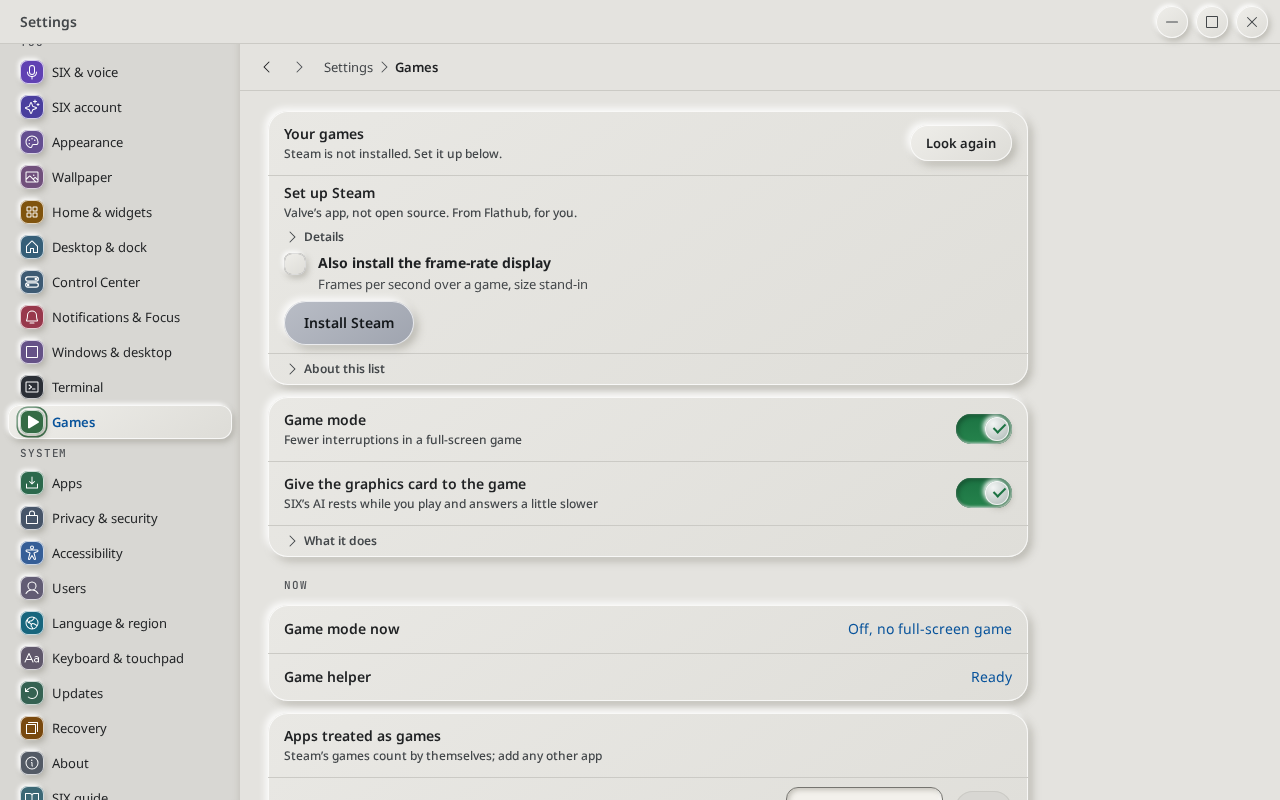 Settings
SIX & voice
SIX account
Appearance
Wallpaper
Home & widgets
Desktop & dock
Control Center
Notifications & Focus
Windows & desktop
Terminal
Games
SYSTEM
Apps
Privacy & security
Accessibility
Users
Language & region
Keyboard & touchpad
Updates
Recovery
About
SIX guide
Settings > Games
Your games
Steam is not installed. Set it up below.
Look again
Set up Steam
Valve's app, not open source. From Flathub, for you.
Details
Also install the frame-rate display
Frames per second over a game, size stand-in
Install Steam
About this list
Game mode
Fewer interruptions in a full-screen game
Give the graphics card to the game
SIX's AI rests while you play and answers a little slower
What it does
NOW
Game mode now
Off, no full-screen game
Game helper
Ready
Apps treated as games
Steam's games count by themselves; add any other app